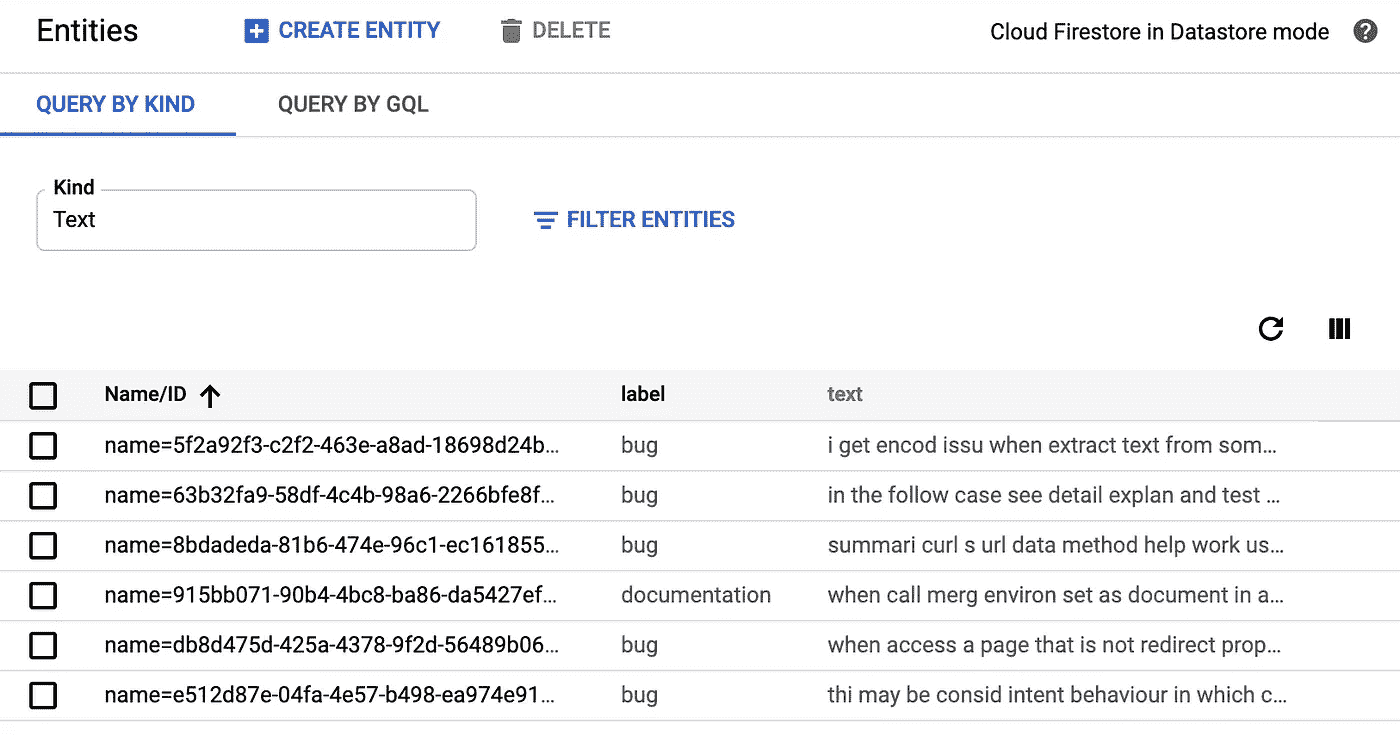 Entities CREATE ENTITY DELETE Cloud Firestore in Datastore mode
QUERY BY KIND QUERY BY GQL
Kind
Text FILTER ENTITIES
Name/ID label text
name=5f2a92f3-c2f2-463e-a8ad-18698d24b... bug i get encod issu when extract text from som...
name=63b32fa9-58df-4c4b-98a6-2266bfe8f... bug in the follow case see detail explan and test ...
name=8bdadeda-81b6-474e-96c1-ec161855... bug summari curl s url data method help work us...
name=915bb071-90b4-4bc8-ba86-da5427ef... documentation when call merg environ set as document in a...
name=db8d475d-425a-4378-9f2d-56489b06... bug when access a page that is not redirect prop...
name=e512d87e-04fa-4e57-b498-ea974e91... bug thi may be consid intent behaviour in which c...